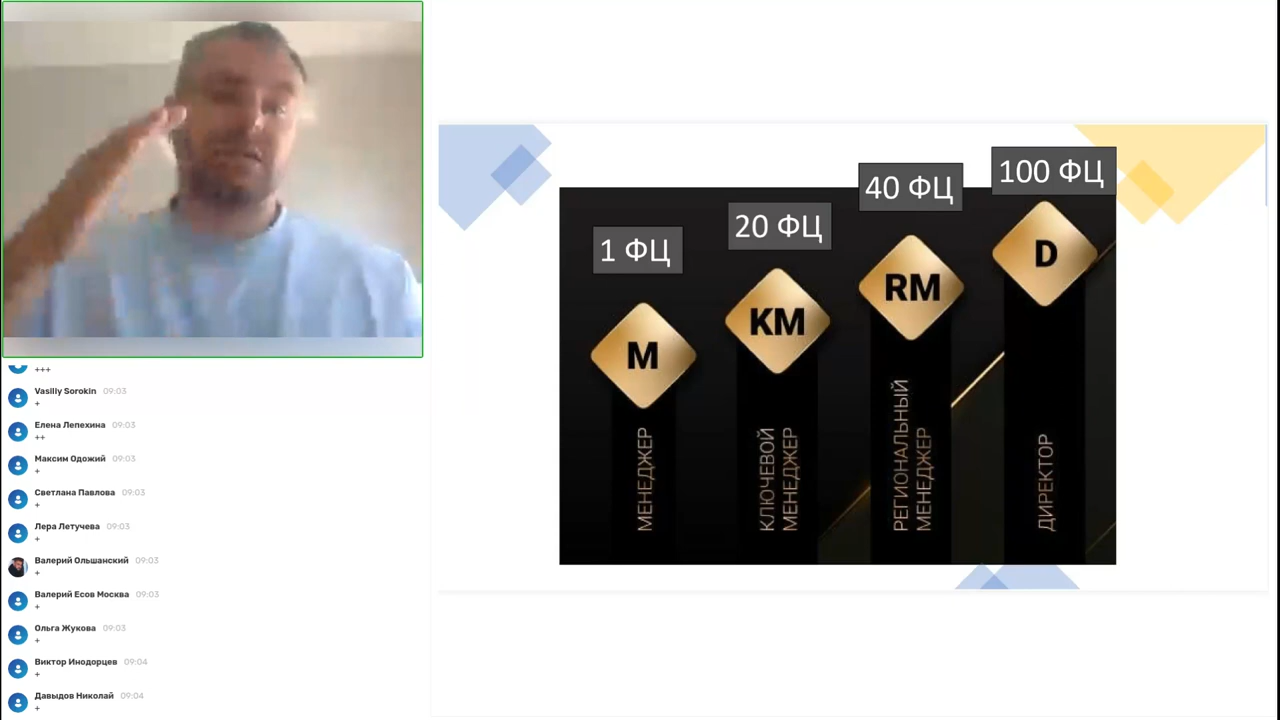 +++
Vasiliy Sorokin 09:03
+
Елена Лепехина 09:03
++
Максим Одожий 09:03
+
Светлана Павлова 09:03
+
Лера Летучева 09:03
+
Валерий Ольшанский 09:03
+
Валерий Есов Москва 09:03
+
Ольга Жукова 09:03
+
Виктор Инодорцев 09:04
+
Давыдов Николай 09:04
+
1 ФЦ
20 ФЦ
40 ФЦ
100 ФЦ
M
KM
RM
D
МЕНЕДЖЕР
КЛЮЧЕВОЙ
МЕНЕДЖЕР
РЕГИОНАЛЬНЫЙ
МЕНЕДЖЕР
ДИРЕКТОР